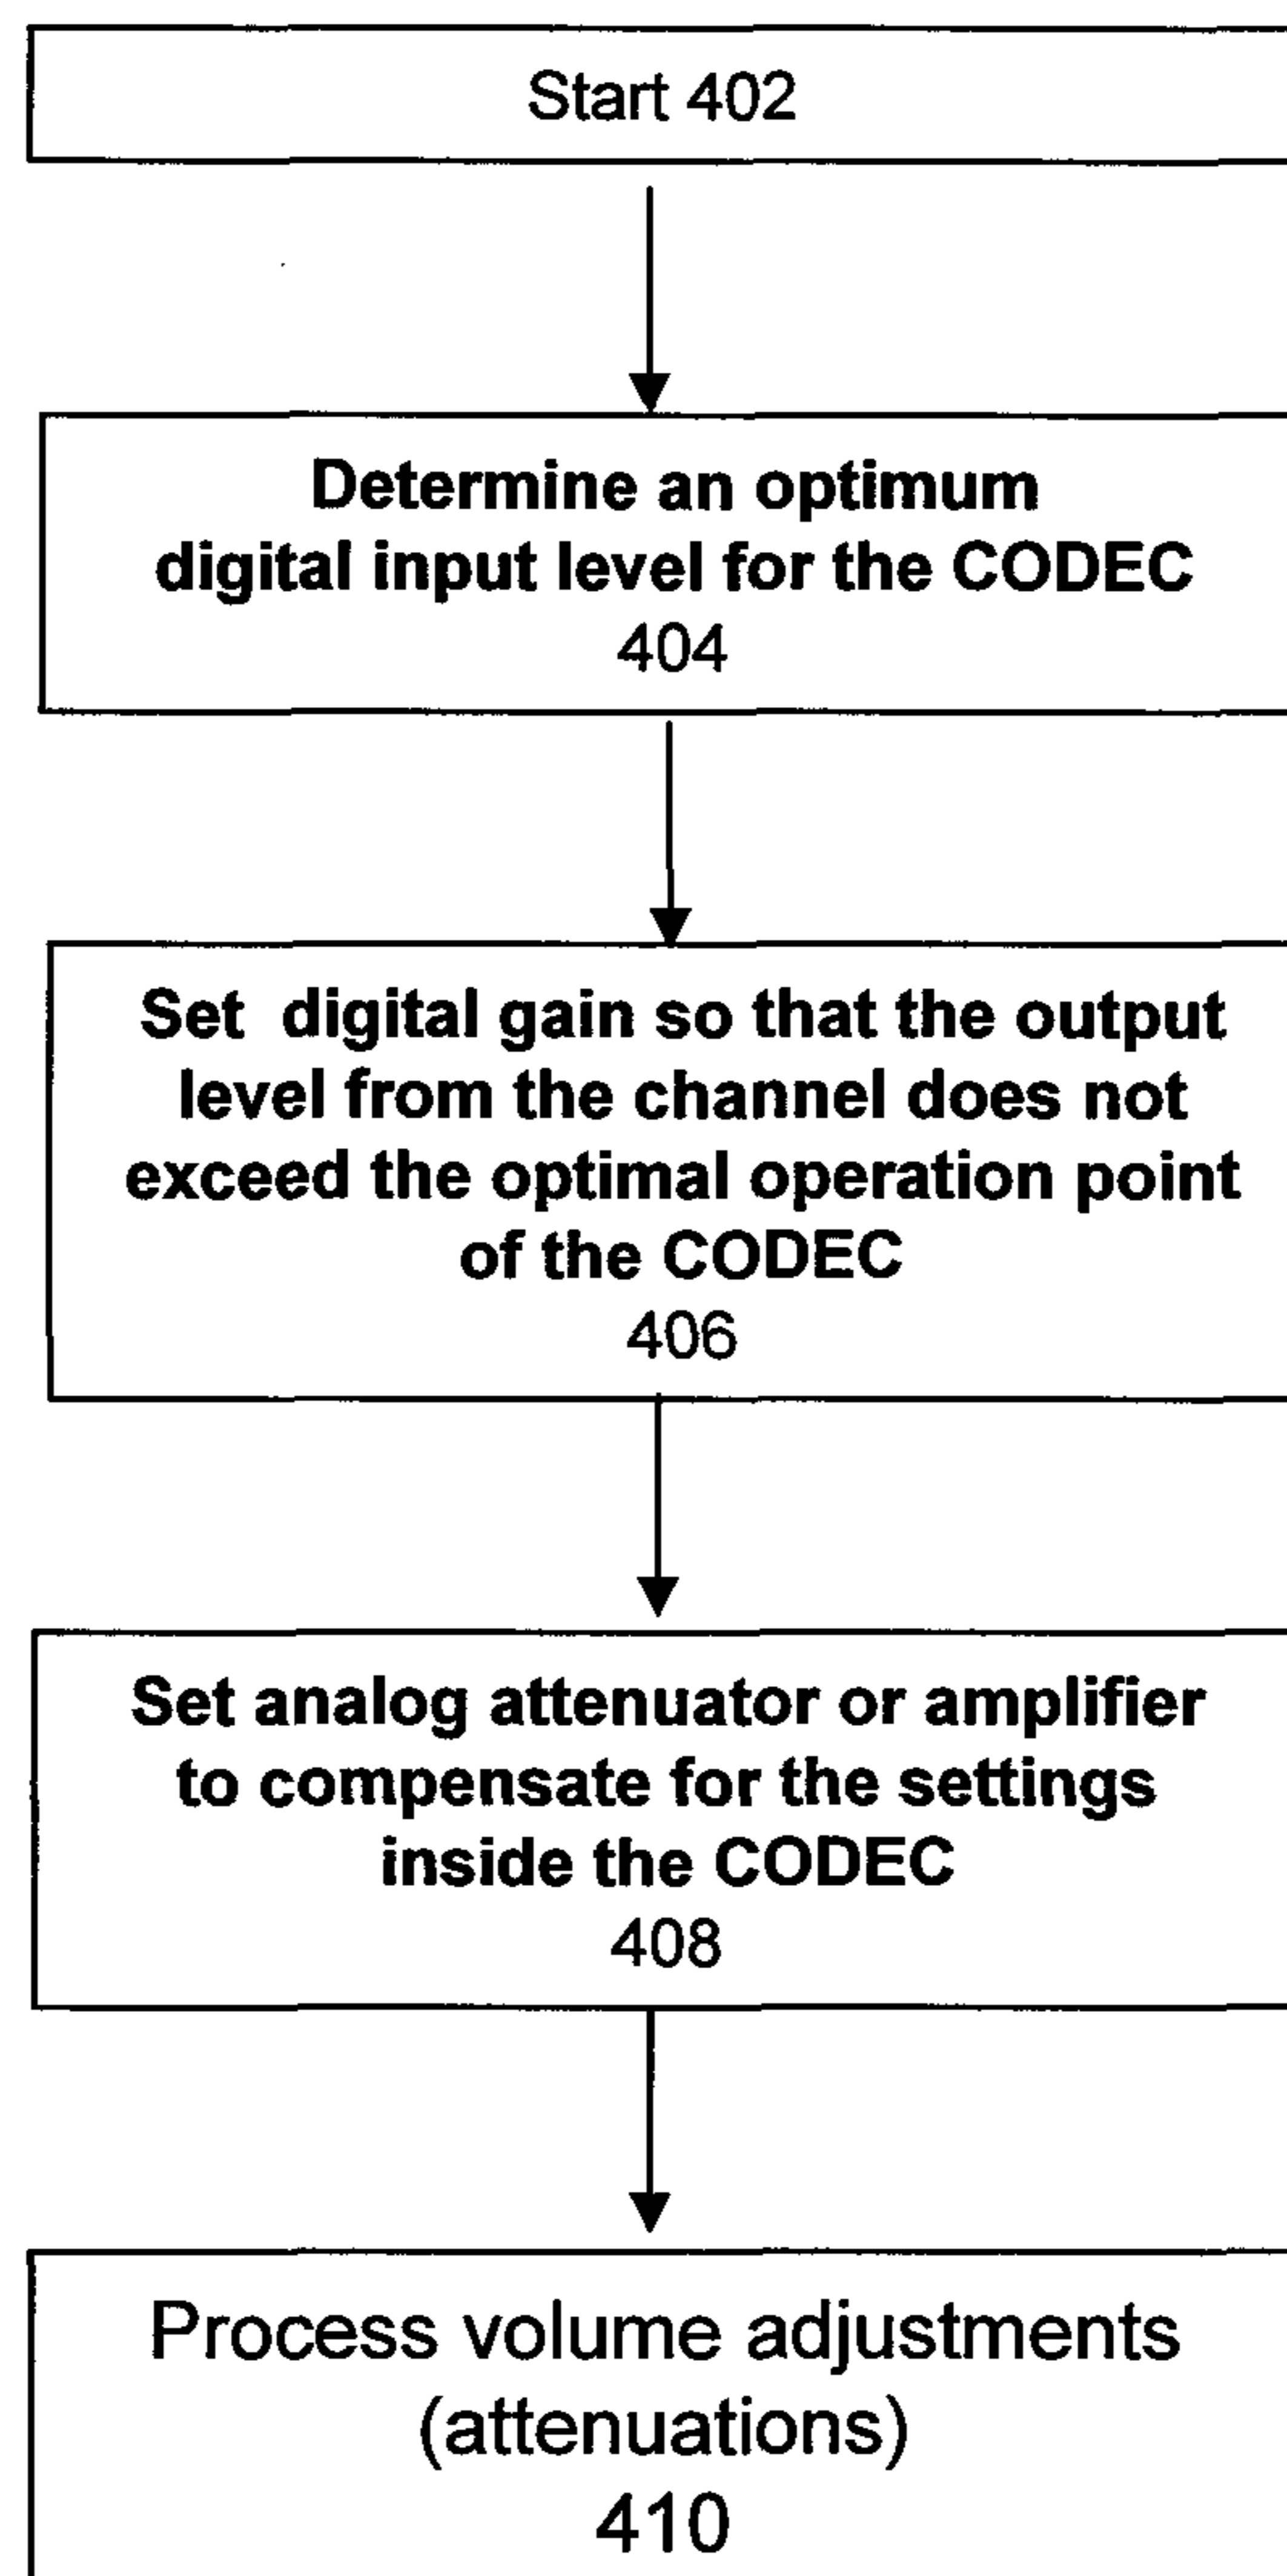 Start 402
Determine an optimum
digital input level for the CODEC
404
Set digital gain so that the output
level from the channel does not
exceed the optimal operation point
of the CODEC
406
Set analog attenuator or amplifier
to compensate for the settings
inside the CODEC
408
Process volume adjustments
(attenuations)
410